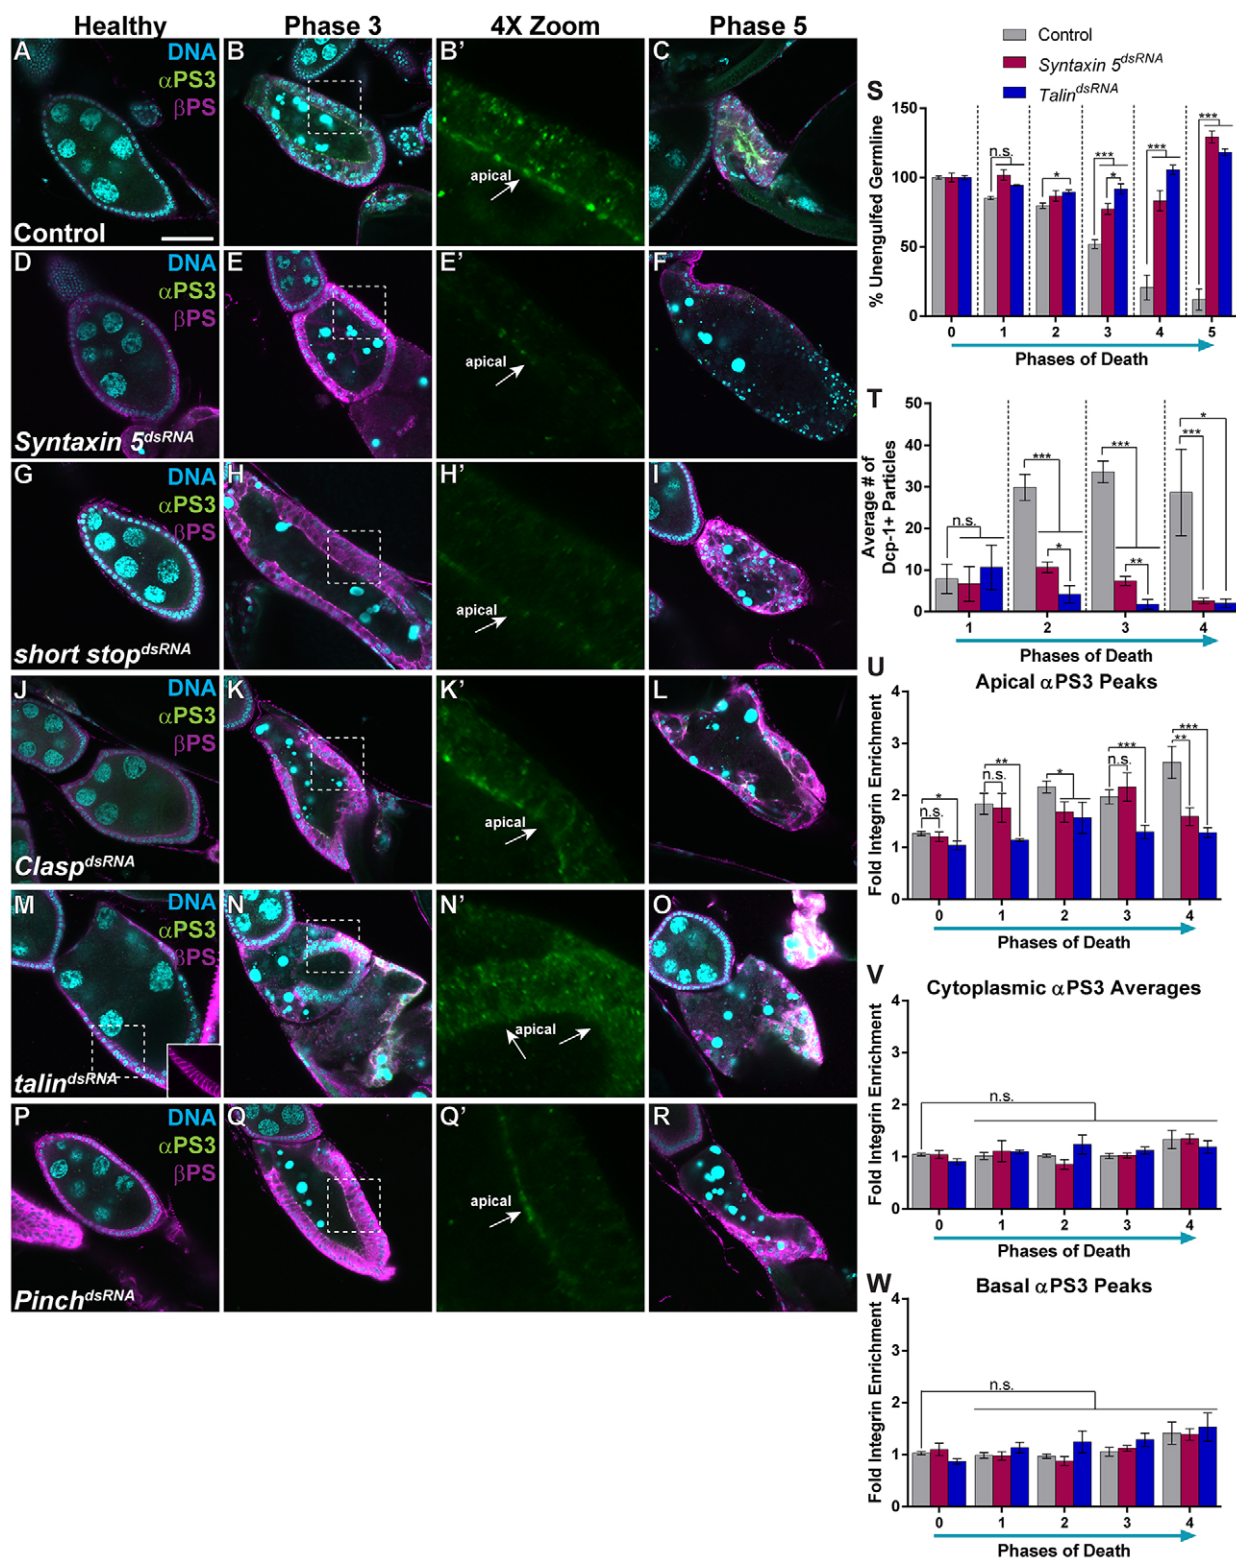 Healthy
Phase 3
4X Zoom
Phase 5
A
DNA
αPS3
βPS
Control
B
B'
apical
C
D
DNA
αPS3
βPS
Syntaxin 5dsRNA
E
E'
apical
F
G
DNA
αPS3
βPS
short stopdsRNA
H
H'
apical
I
J
DNA
αPS3
βPS
ClaspdsRNA
K
K'
apical
L
M
DNA
αPS3
βPS
talindsRNA
N
N'
apical
O
P
DNA
αPS3
βPS
PinchdsRNA
Q
Q'
apical
R
Control
Syntaxin 5dsRNA
TalindsRNA
S
% Unengulfed Germline
150
100
50
0
n.s.
*
***
*
***
***
0 1 2 3 4 5
Phases of Death
T
Average # of
Dcp-1+ Particles
50
40
30
20
10
0
n.s.
***
*
***
**
*
***
1 2 3 4
Phases of Death
U
Apical αPS3 Peaks
Fold Integrin Enrichment
4
3
2
1
0
*
n.s.
**
n.s.
*
***
n.s.
***
**
0 1 2 3 4
Phases of Death
V
Cytoplasmic αPS3 Averages
Fold Integrin Enrichment
4
3
2
1
0
n.s.
0 1 2 3 4
Phases of Death
W
Basal αPS3 Peaks
Fold Integrin Enrichment
4
3
2
1
0
n.s.
0 1 2 3 4
Phases of Death